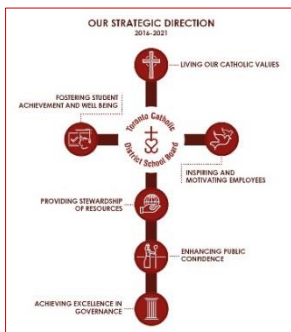 OUR STRATEGIC DIRECTION
2016-2021
LIVING OUR CATHOLIC VALUES
FOSTERING STUDENT
ACHIEVEMENT AND WELL BEING
Toronto Catholic
District School Board
INSPIRING AND
MOTIVATING EMPLOYEES
PROVIDING STEWARDSHIP
OF RESOURCES
ENHANCING PUBLIC
CONFIDENCE
ACHIEVING EXCELLENCE IN
GOVERNANCE